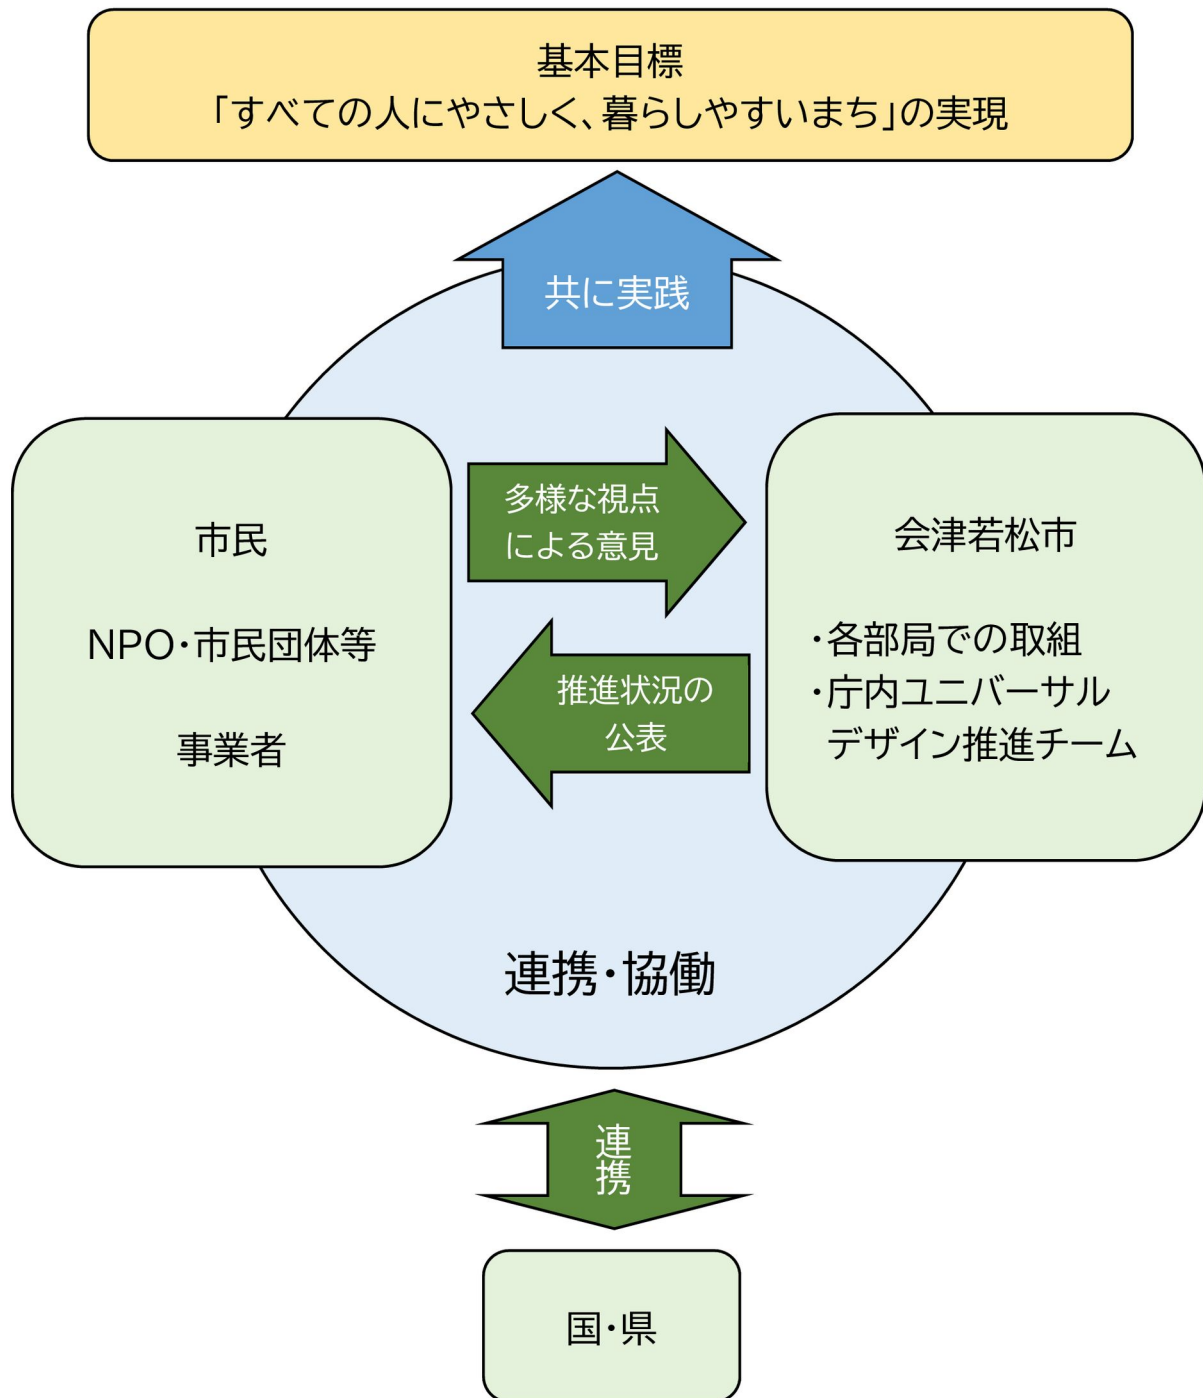 基本目標
「すべての人にやさしく、暮らしやすいまち」の実現
共に実践
市民
NPO・市民団体等
事業者
多様な視点
による意見
推進状況の
公表
会津若松市
・各部局での取組
・庁内ユニバーサル
デザイン推進チーム
連携・協働
連携
国・県